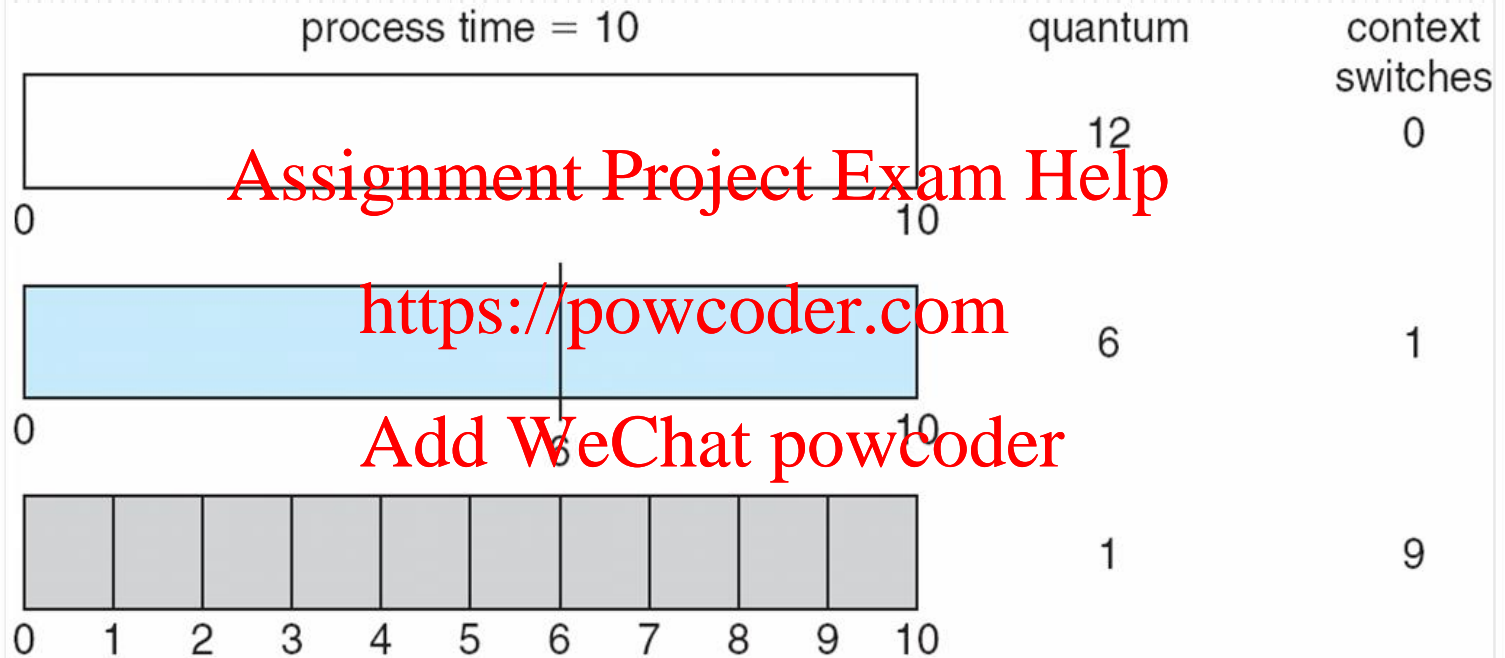 process time = 10 quantum context
switches
12 0
Assignment Project Exam Help
0 10
https://powcoder.com
6 1
0 6 10
Add WeChat powcoder
1 9
0 1 2 3 4 5 6 7 8 9 10